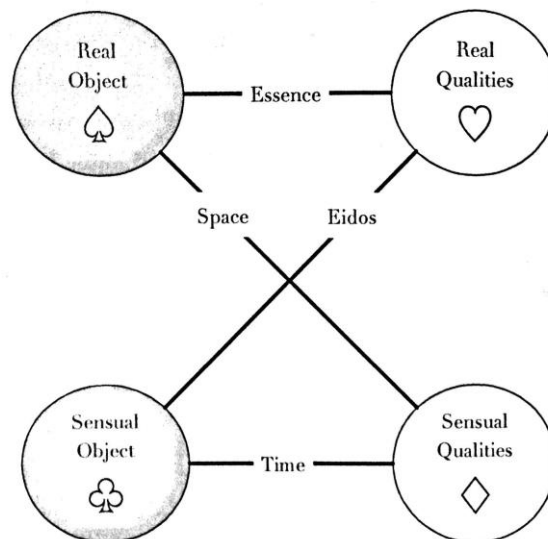 Real
Object
Essence
Real
Qualities
Space
Eidos
Sensual
Object
Time
Sensual
Qualities